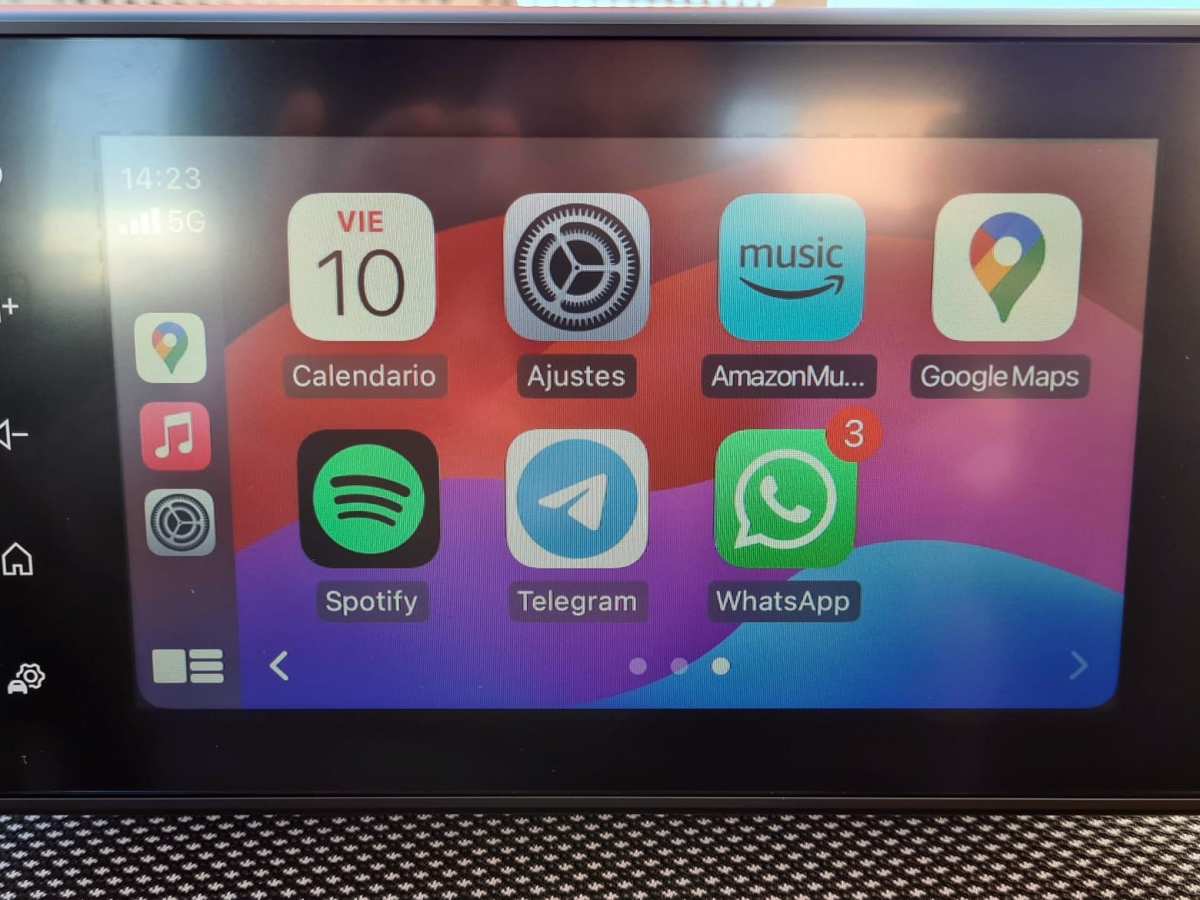 14:23
5G
VIE
10
Calendario
Ajustes
music
AmazonMu...
Google Maps
Spotify
Telegram
3
WhatsApp